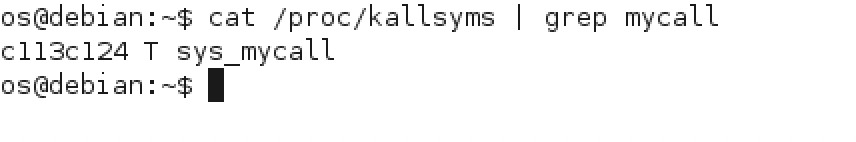 os@debian:~$ cat /proc/kallsyms | grep mycall
c113c124 T sys_mycall
os@debian:~$